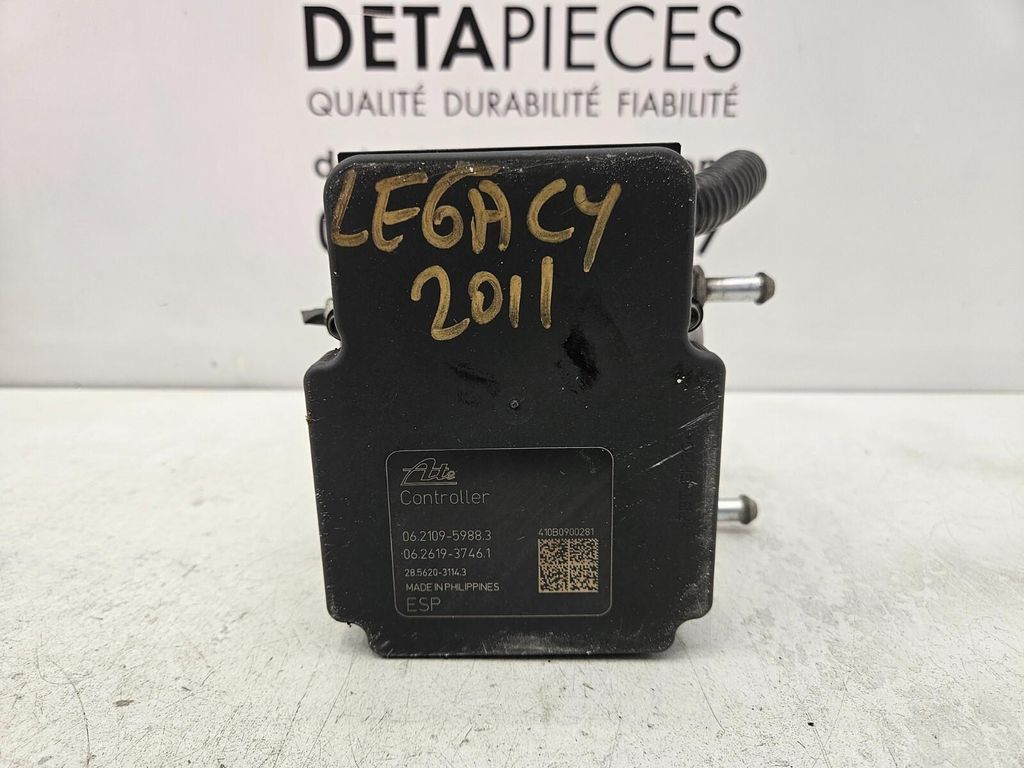 DETAPIECES
QUALITÉ DURABILITÉ FIABILITÉ
LEGACY
2011
Ate
Controller
06.2109-5988.3
06.2619-3746.1
28.5620-3114.3
MADE IN PHILIPPINES
ESP
410B0900281